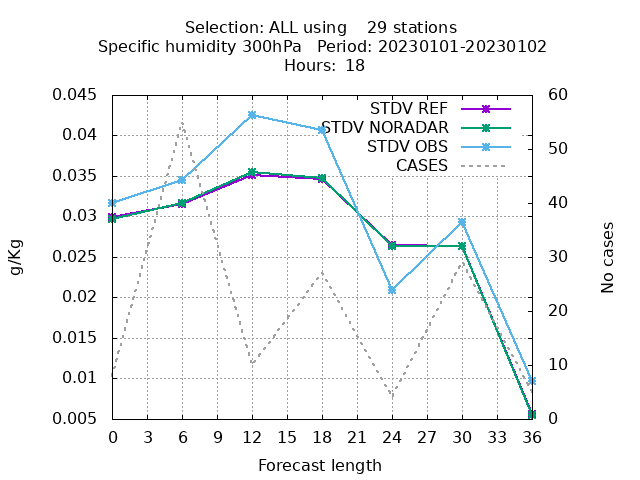 Selection: ALL using    29 stations
Specific humidity 300hPa   Period: 20230101-20230102
Hours:  18
STDV REF
STDV NORADAR
STDV OBS
CASES
0.045
0.04
0.035
0.03
0.025
0.02
0.015
0.01
0.005
g/Kg
60
50
40
30
20
10
0
No cases
0 3 6 9 12 15 18 21 24 27 30 33 36
Forecast length